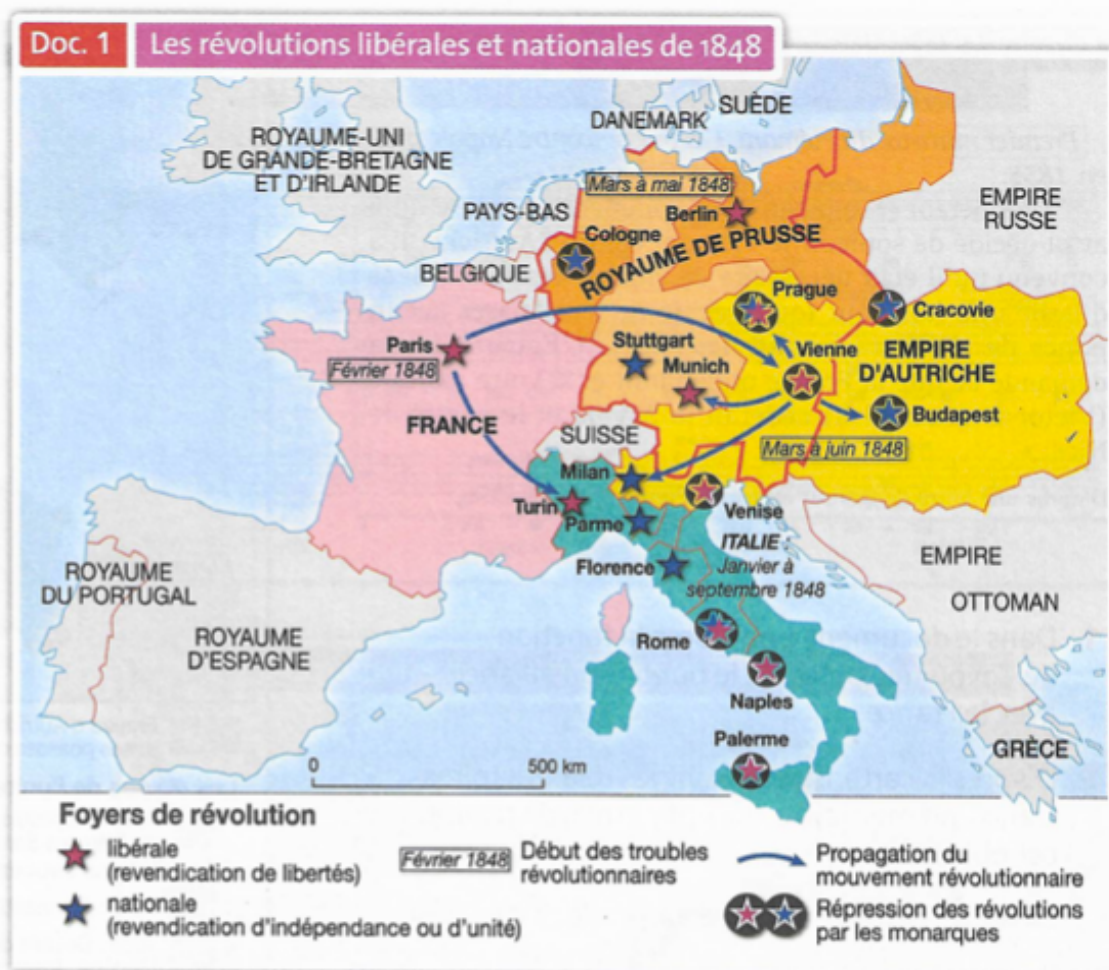 Doc. 1 Les révolutions libérales et nationales de 1848
SUÈDE
DANEMARK
ROYAUME-UNI
DE GRANDE-BRETAGNE
ET D'IRLANDE
Mars à mai 1848
EMPIRE
RUSSE
PAYS-BAS
Berlin
Cologne
ROYAUME DE PRUSSE
BELGIQUE
Prague
Cracovie
Paris
Février 1848
Stuttgart
Vienne
EMPIRE
D'AUTRICHE
Munich
Budapest
FRANCE
SUISSE
Mars à juin 1848
Milan
Turin
Venise
Parme
ITALIE
Janvier à
septembre 1848
Florence
EMPIRE
OTTOMAN
ROYAUME
DU PORTUGAL
ROYAUME
D'ESPAGNE
Rome
Naples
Palerme
GRÈCE
0 500 km
Foyers de révolution
libérale
(revendication de libertés)
nationale
(revendication d'indépendance ou d'unité)
Février 1848
Début des troubles
révolutionnaires
Propagation du
mouvement révolutionnaire
Répression des révolutions
par les monarques